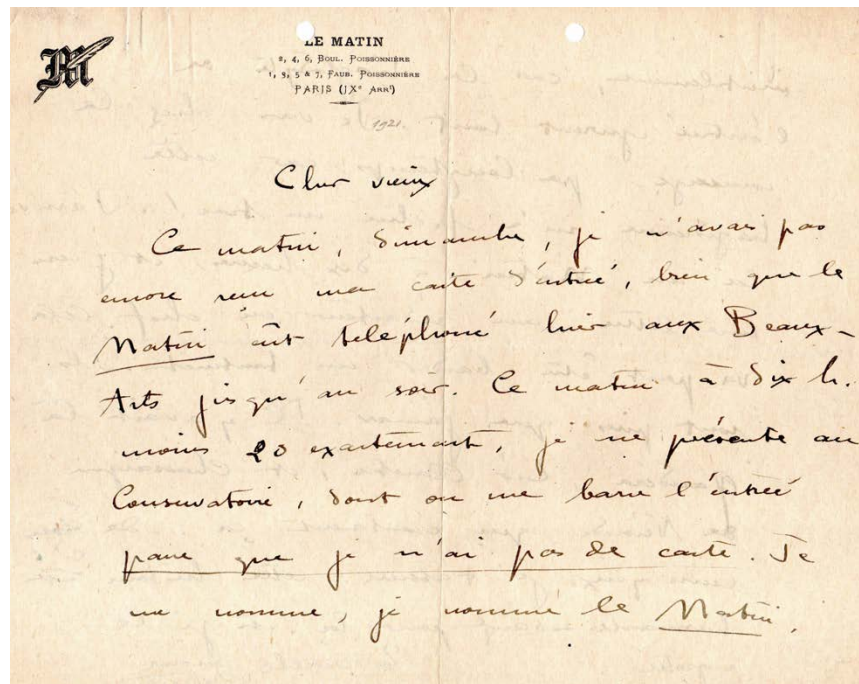 M
LE MATIN
2, 4, 6, Boul. Poissonnière
1, 3, 5 & 7, Faub. Poissonnière
PARIS (IXe Arrt)
1921.
Cher vieux
Ce matin, dimanche, je n'avais pas
encore reçu ma carte d'entrée, bien que le
Matin eût téléphoné hier aux Beaux-
Arts jusqu'au soir. Ce matin à dix h.
moins 20 exactement, je me présente au
Conservatoire, dont on me barre l'entrée
parce que je n'ai pas de carte. Je
me nomme, je nomme le Matin.